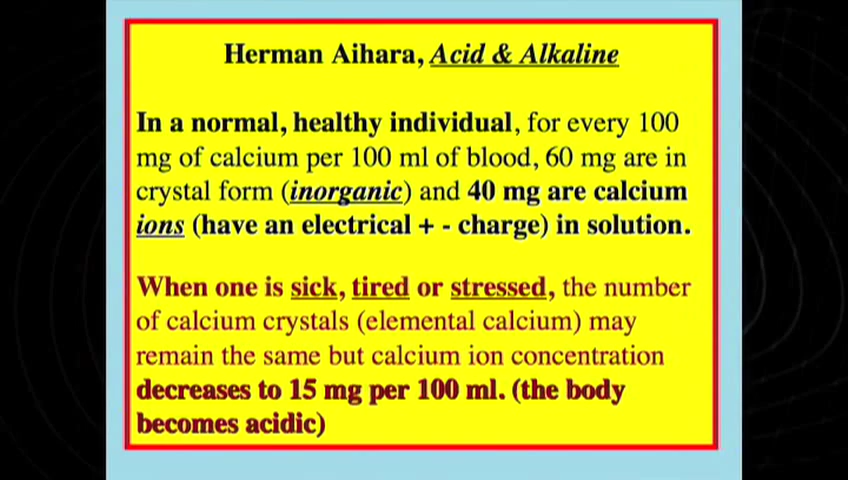 Herman Aihara, Acid & Alkaline
In a normal, healthy individual, for every 100
mg of calcium per 100 ml of blood, 60 mg are in
crystal form (inorganic) and 40 mg are calcium
ions (have an electrical + - charge) in solution.
When one is sick, tired or stressed, the number
of calcium crystals (elemental calcium) may
remain the same but calcium ion concentration
decreases to 15 mg per 100 ml. (the body
becomes acidic)